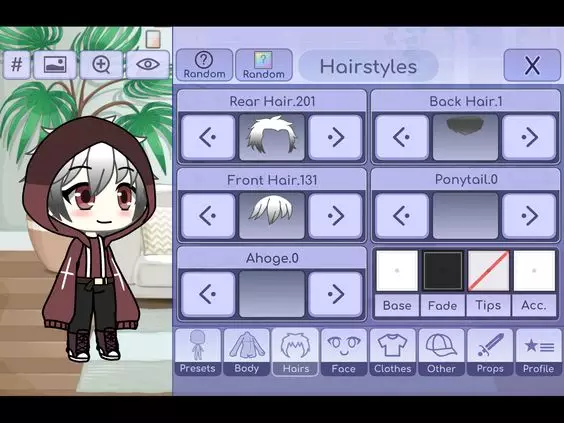 #
?
?
Random
Random
Hairstyles
X
Rear Hair.201
Back Hair.1
Front Hair.131
Ponytail.0
Ahoge.0
Base
Fade
Tips
Acc.
Presets
Body
Hairs
Face
Clothes
Other
Props
Profile